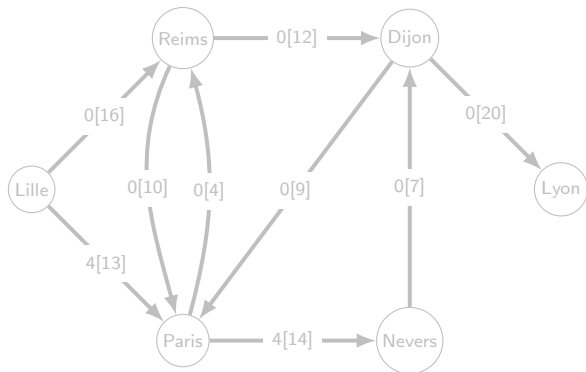 Reims
0[12]
Dijon
0[16]
0[20]
Lille
0[10]
0[4]
0[9]
0[7]
Lyon
4[13]
Paris
4[14]
Nevers